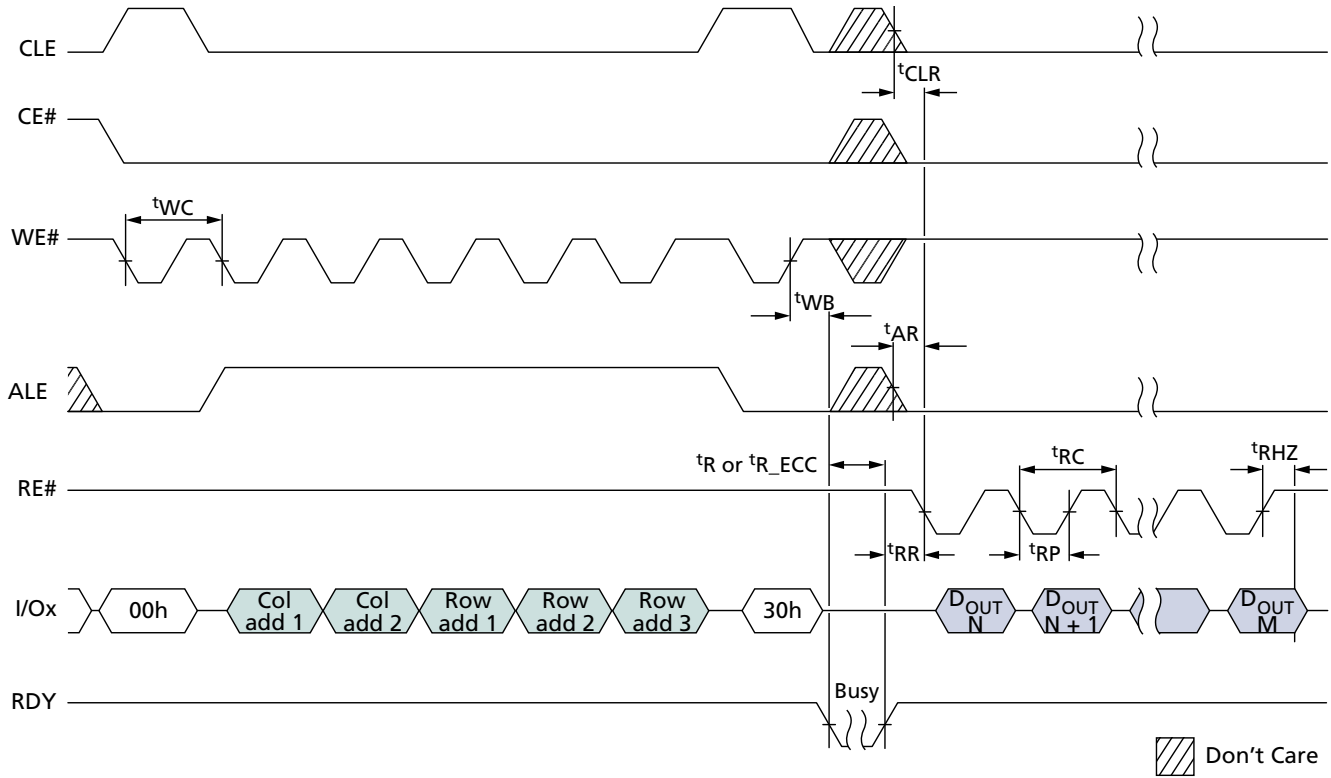 CLE
tCLR
CE#
tWC
WE#
tWB
tAR
ALE
tR or tR_ECC
tRC
tRHZ
RE#
tRR
tRP
I/Ox
00h
Col
add 1
Col
add 2
Row
add 1
Row
add 2
Row
add 3
30h
DOUT
N
DOUT
N + 1
DOUT
M
RDY
Busy
Don't Care